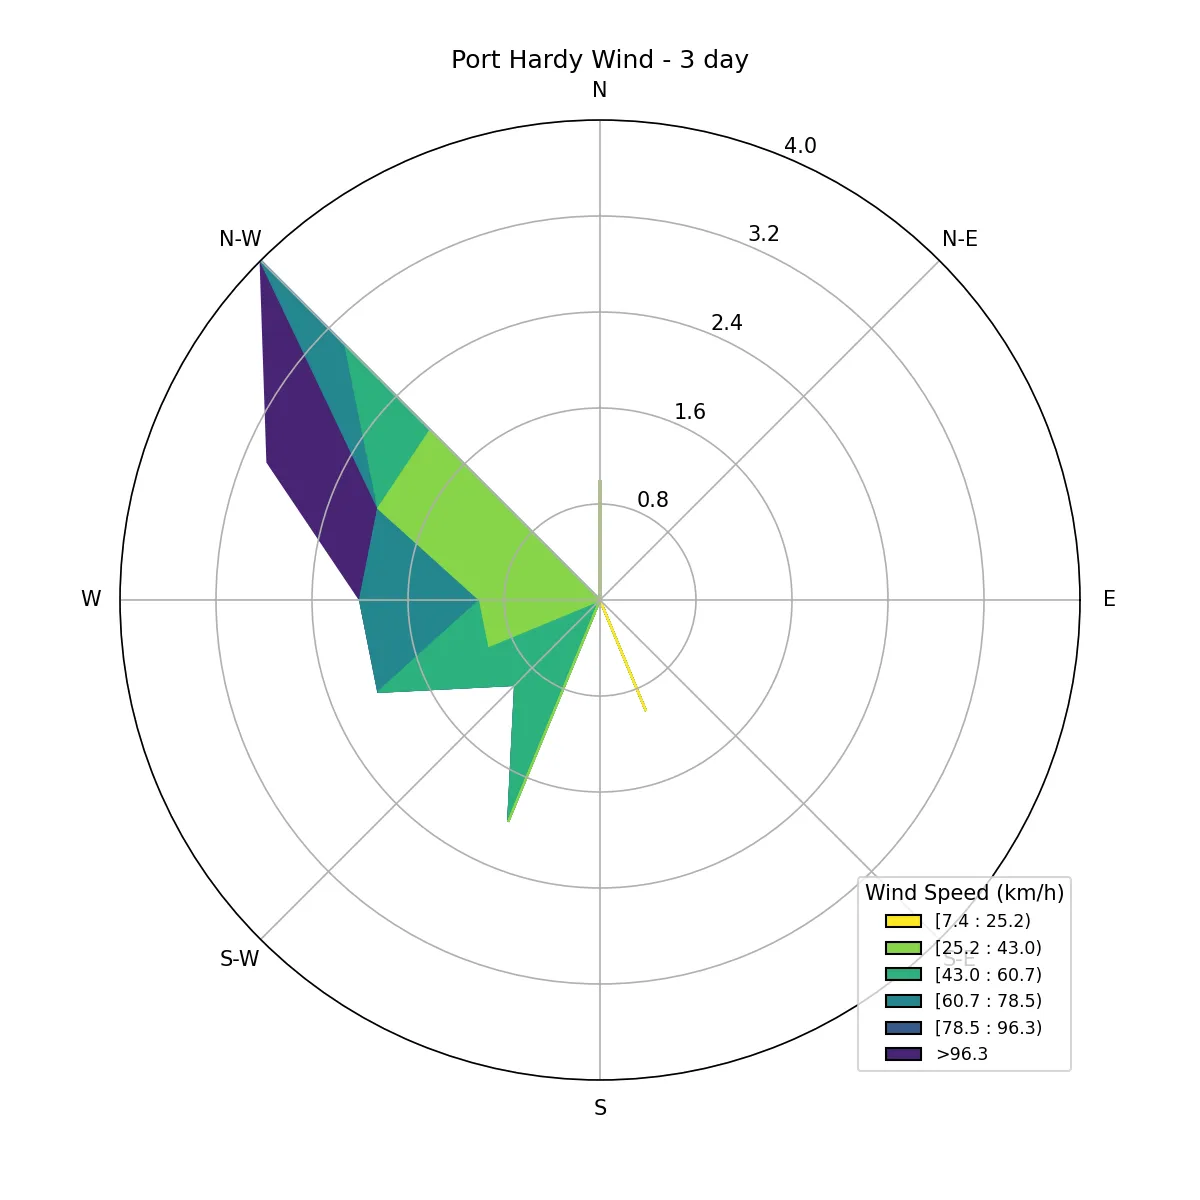 Port Hardy Wind - 3 day
N
4.0
N-W
3.2
N-E
2.4
1.6
0.8
W
E
S-W
S-E
S
Wind Speed (km/h)
[7.4 : 25.2)
[25.2 : 43.0)
[43.0 : 60.7)
[60.7 : 78.5)
[78.5 : 96.3)
>96.3